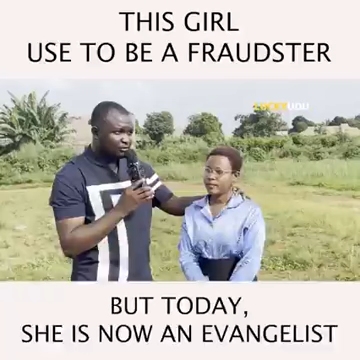 THIS GIRL
USE TO BE A FRAUDSTER
BUT TODAY,
SHE IS NOW AN EVANGELIST